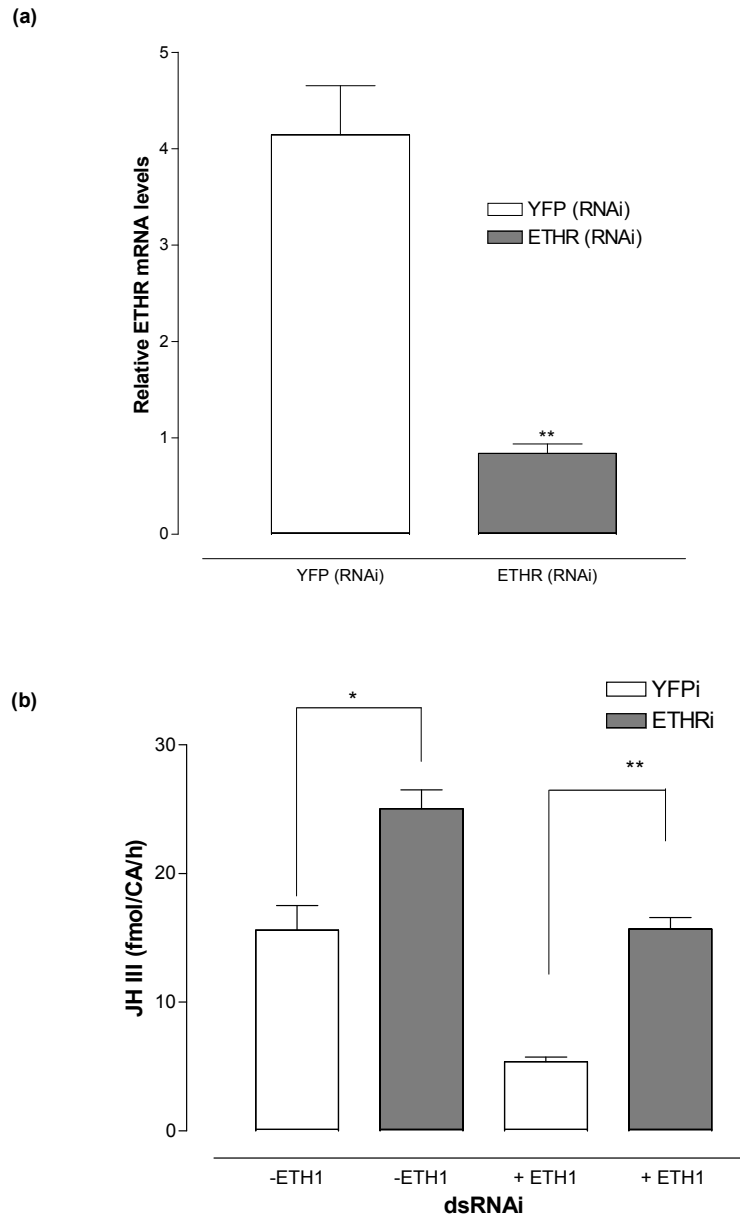 (a)
5
4
3
2
1
0
Relative ETHR mRNA levels
YFP (RNAi)
ETHR (RNAi)
**
YFP (RNAi) ETHR (RNAi)
(b)
YFPi
ETHRi
*
**
30
20
10
0
JH III (fmol/CA/h)
-ETH1 -ETH1 + ETH1 + ETH1
dsRNAi